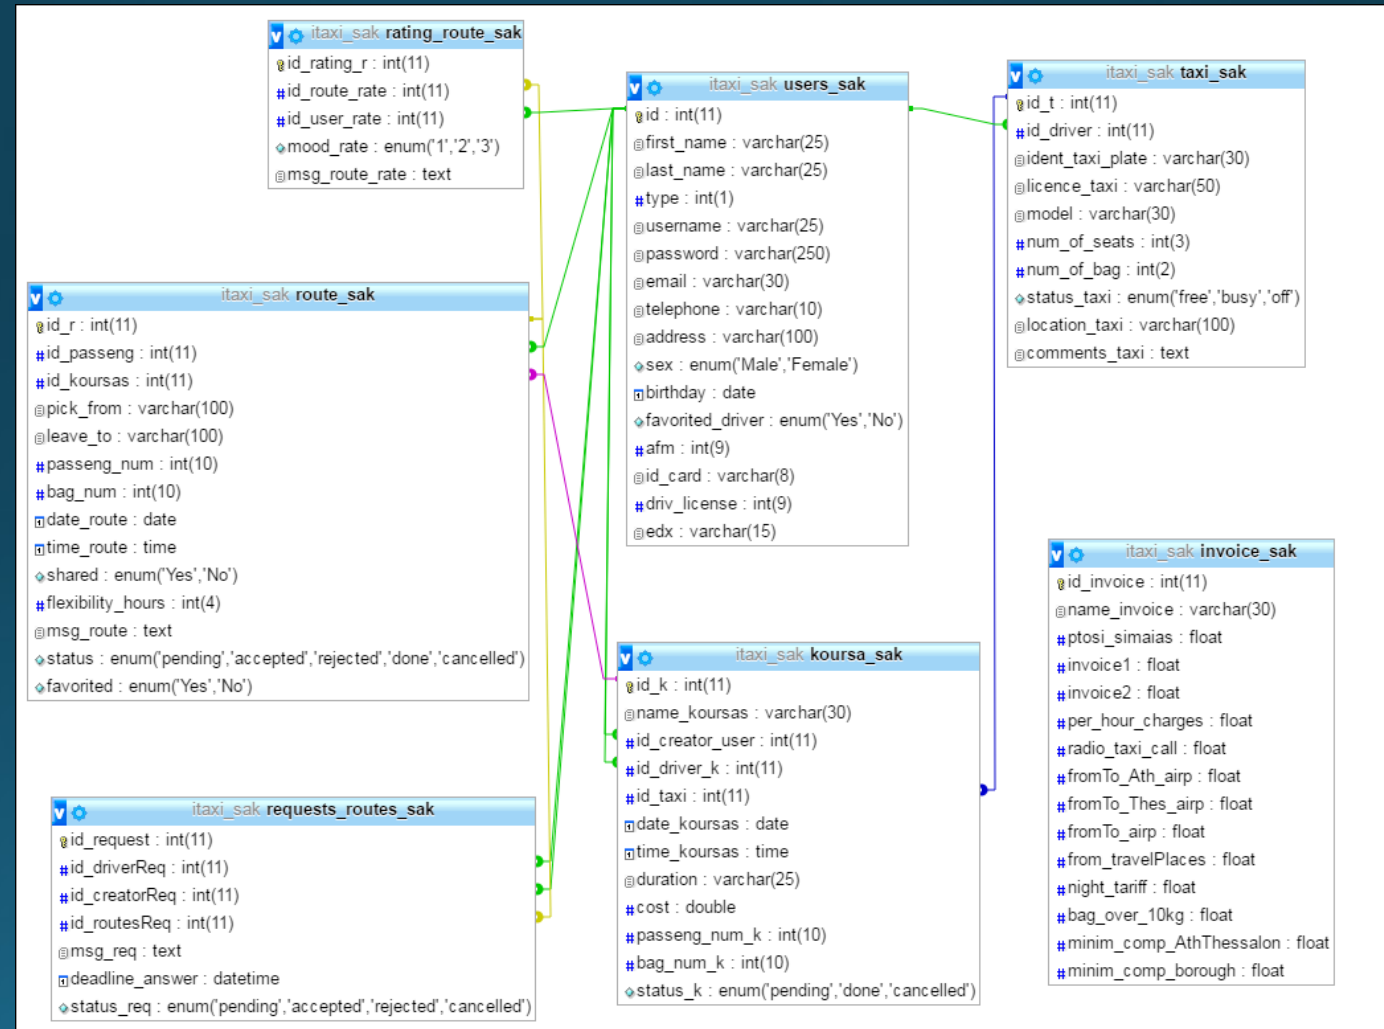 itaxi_sak rating_route_sak
id_rating_r : int(11)
id_route_rate : int(11)
id_user_rate : int(11)
mood_rate : enum('1','2','3')
msg_route_rate : text
itaxi_sak users_sak
id : int(11)
first_name : varchar(25)
last_name : varchar(25)
type : int(1)
username : varchar(25)
password : varchar(250)
email : varchar(30)
telephone : varchar(10)
address : varchar(100)
sex : enum('Male','Female')
birthday : date
favorited_driver : enum('Yes','No')
afm : int(9)
id_card : varchar(8)
driv_license : int(9)
edx : varchar(15)
itaxi_sak taxi_sak
id_t : int(11)
id_driver : int(11)
ident_taxi_plate : varchar(30)
licence_taxi : varchar(50)
model : varchar(30)
num_of_seats : int(3)
num_of_bag : int(2)
status_taxi : enum('free','busy','off')
location_taxi : varchar(100)
comments_taxi : text
itaxi_sak route_sak
id_r : int(11)
id_passeng : int(11)
id_koursas : int(11)
pick_from : varchar(100)
leave_to : varchar(100)
passeng_num : int(10)
bag_num : int(10)
date_route : date
time_route : time
shared : enum('Yes','No')
flexibility_hours : int(4)
msg_route : text
status : enum('pending','accepted','rejected','done','cancelled')
favorited : enum('Yes','No')
itaxi_sak koursa_sak
id_k : int(11)
name_koursas : varchar(30)
id_creator_user : int(11)
id_driver_k : int(11)
id_taxi : int(11)
date_koursas : date
time_koursas : time
duration : varchar(25)
cost : double
passeng_num_k : int(10)
bag_num_k : int(10)
status_k : enum('pending','done','cancelled')
itaxi_sak invoice_sak
id_invoice : int(11)
name_invoice : varchar(30)
ptosi_simaias : float
invoice1 : float
invoice2 : float
per_hour_charges : float
radio_taxi_call : float
fromTo_Ath_airp : float
fromTo_Thes_airp : float
fromTo_airp : float
from_travelPlaces : float
night_tariff : float
bag_over_10kg : float
minim_comp_AthThessalon : float
minim_comp_borough : float
itaxi_sak requests_routes_sak
id_request : int(11)
id_driverReq : int(11)
id_creatorReq : int(11)
id_routesReq : int(11)
msg_req : text
deadline_answer : datetime
status_req : enum('pending','accepted','rejected','cancelled')